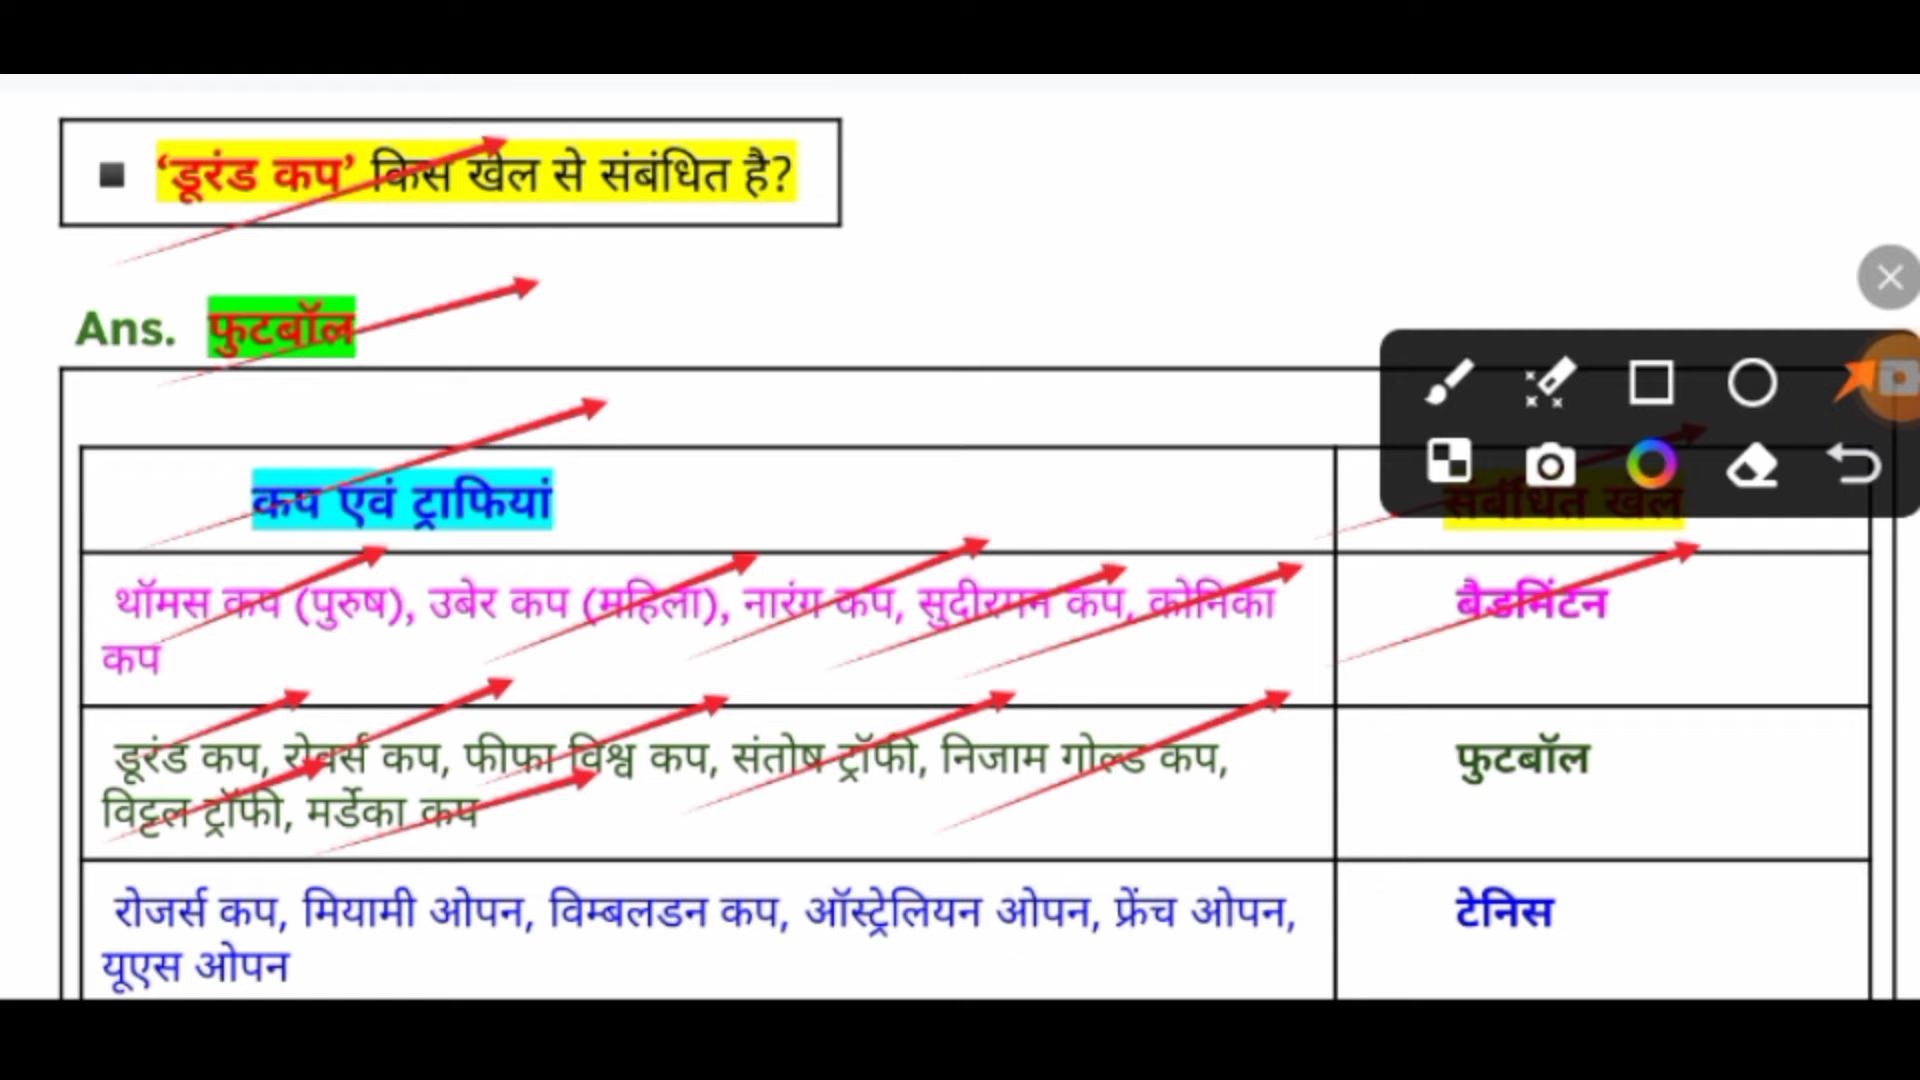 ▪ ‘डूरंड कप’ किस खेल से संबंधित है?
Ans. फुटबॉल
कप एवं ट्राफियां संबंधित खेल
थॉमस कप (पुरुष), उबेर कप (महिला), नारंग कप, सुदीरमन कप, कोनिका बैडमिंटन
कप
डूरंड कप, रोवर्स कप, फीफा विश्व कप, संतोष ट्रॉफी, निजाम गोल्ड कप, फुटबॉल
विट्टल ट्रॉफी, मर्डेका कप
रोजर्स कप, मियामी ओपन, विम्बलडन कप, ऑस्ट्रेलियन ओपन, फ्रेंच ओपन, टेनिस
यूएस ओपन